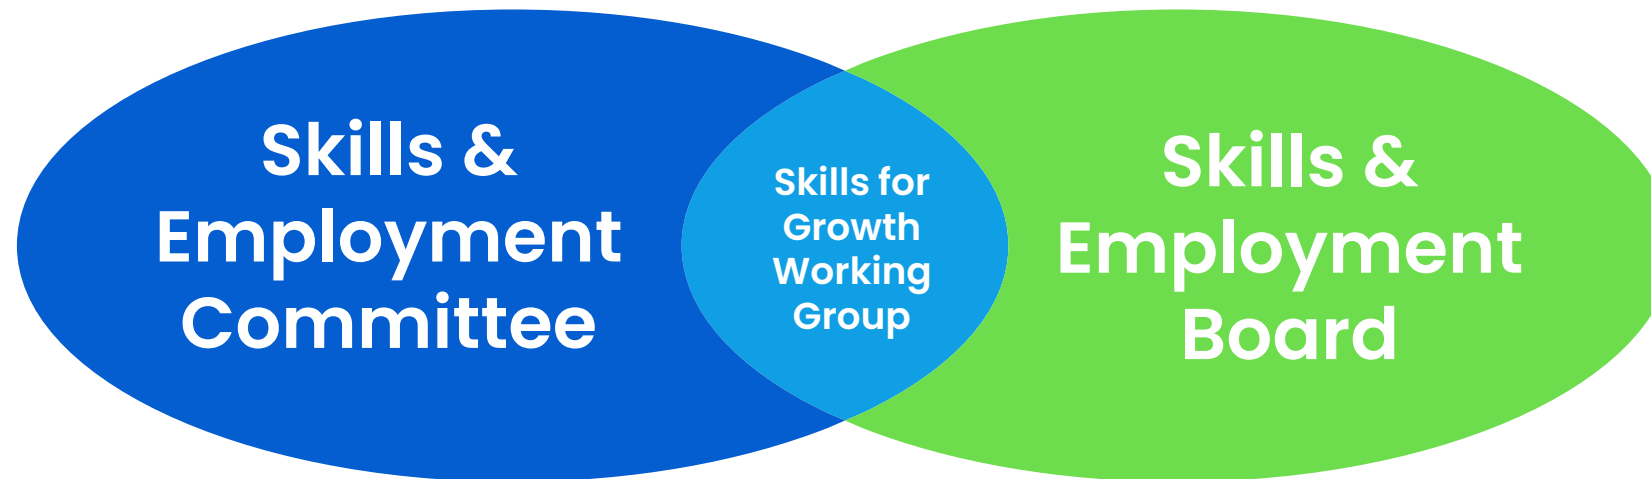 Skills &
Employment
Committee
Skills for
Growth
Working
Group
Skills &
Employment
Board